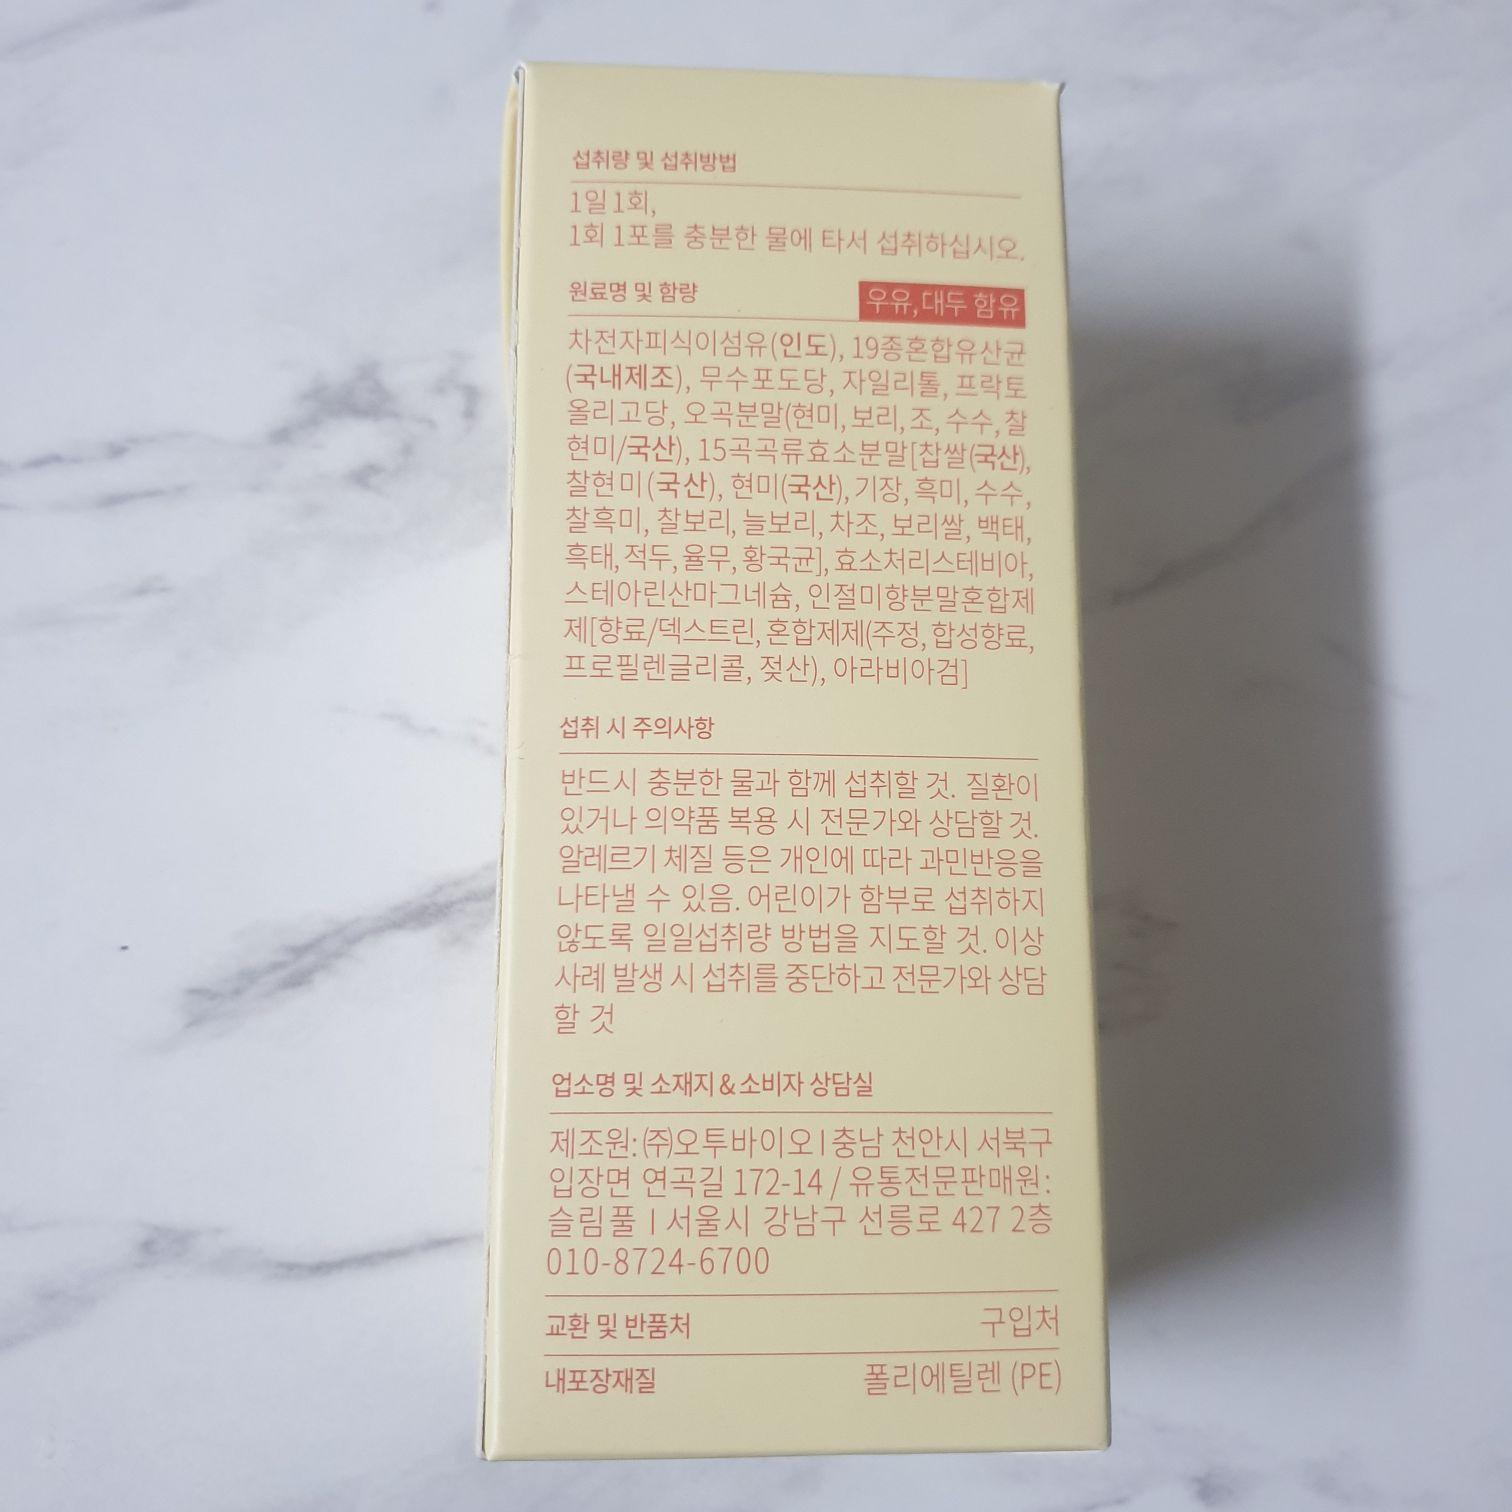 섭취량 및 섭취방법
1일 1회,
1회 1포를 충분한 물에 타서 섭취하십시오.
원료명 및 함량
우유, 대두 함유
차전자피식이섬유(인도), 19종혼합유산균
(국내제조), 무수포도당, 자일리톨, 프락토
올리고당, 오곡분말(현미, 보리, 조, 수수, 찰
현미/국산), 15곡곡류효소분말[찹쌀(국산),
찰현미(국산), 현미(국산), 기장, 흑미, 수수,
찰흑미, 찰보리, 늘보리, 차조, 보리쌀, 백태,
흑태, 적두, 율무, 황국균], 효소처리스테비아,
스테아린산마그네슘, 인절미향분말혼합제
제[향료/덱스트린, 혼합제제(주정, 합성향료,
프로필렌글리콜, 젖산), 아라비아검]
섭취 시 주의사항
반드시 충분한 물과 함께 섭취할 것. 질환이
있거나 의약품 복용 시 전문가와 상담할 것.
알레르기 체질 등은 개인에 따라 과민반응을
나타낼 수 있음. 어린이가 함부로 섭취하지
않도록 일일섭취량 방법을 지도할 것. 이상
사례 발생 시 섭취를 중단하고 전문가와 상담
할 것
업소명 및 소재지 & 소비자 상담실
제조원: ㈜오투바이오 I 충남 천안시 서북구
입장면 연곡길 172-14 / 유통전문판매원:
슬림풀 I 서울시 강남구 선릉로 427 2층
010-8724-6700
교환 및 반품처 구입처
내포장재질 폴리에틸렌 (PE)